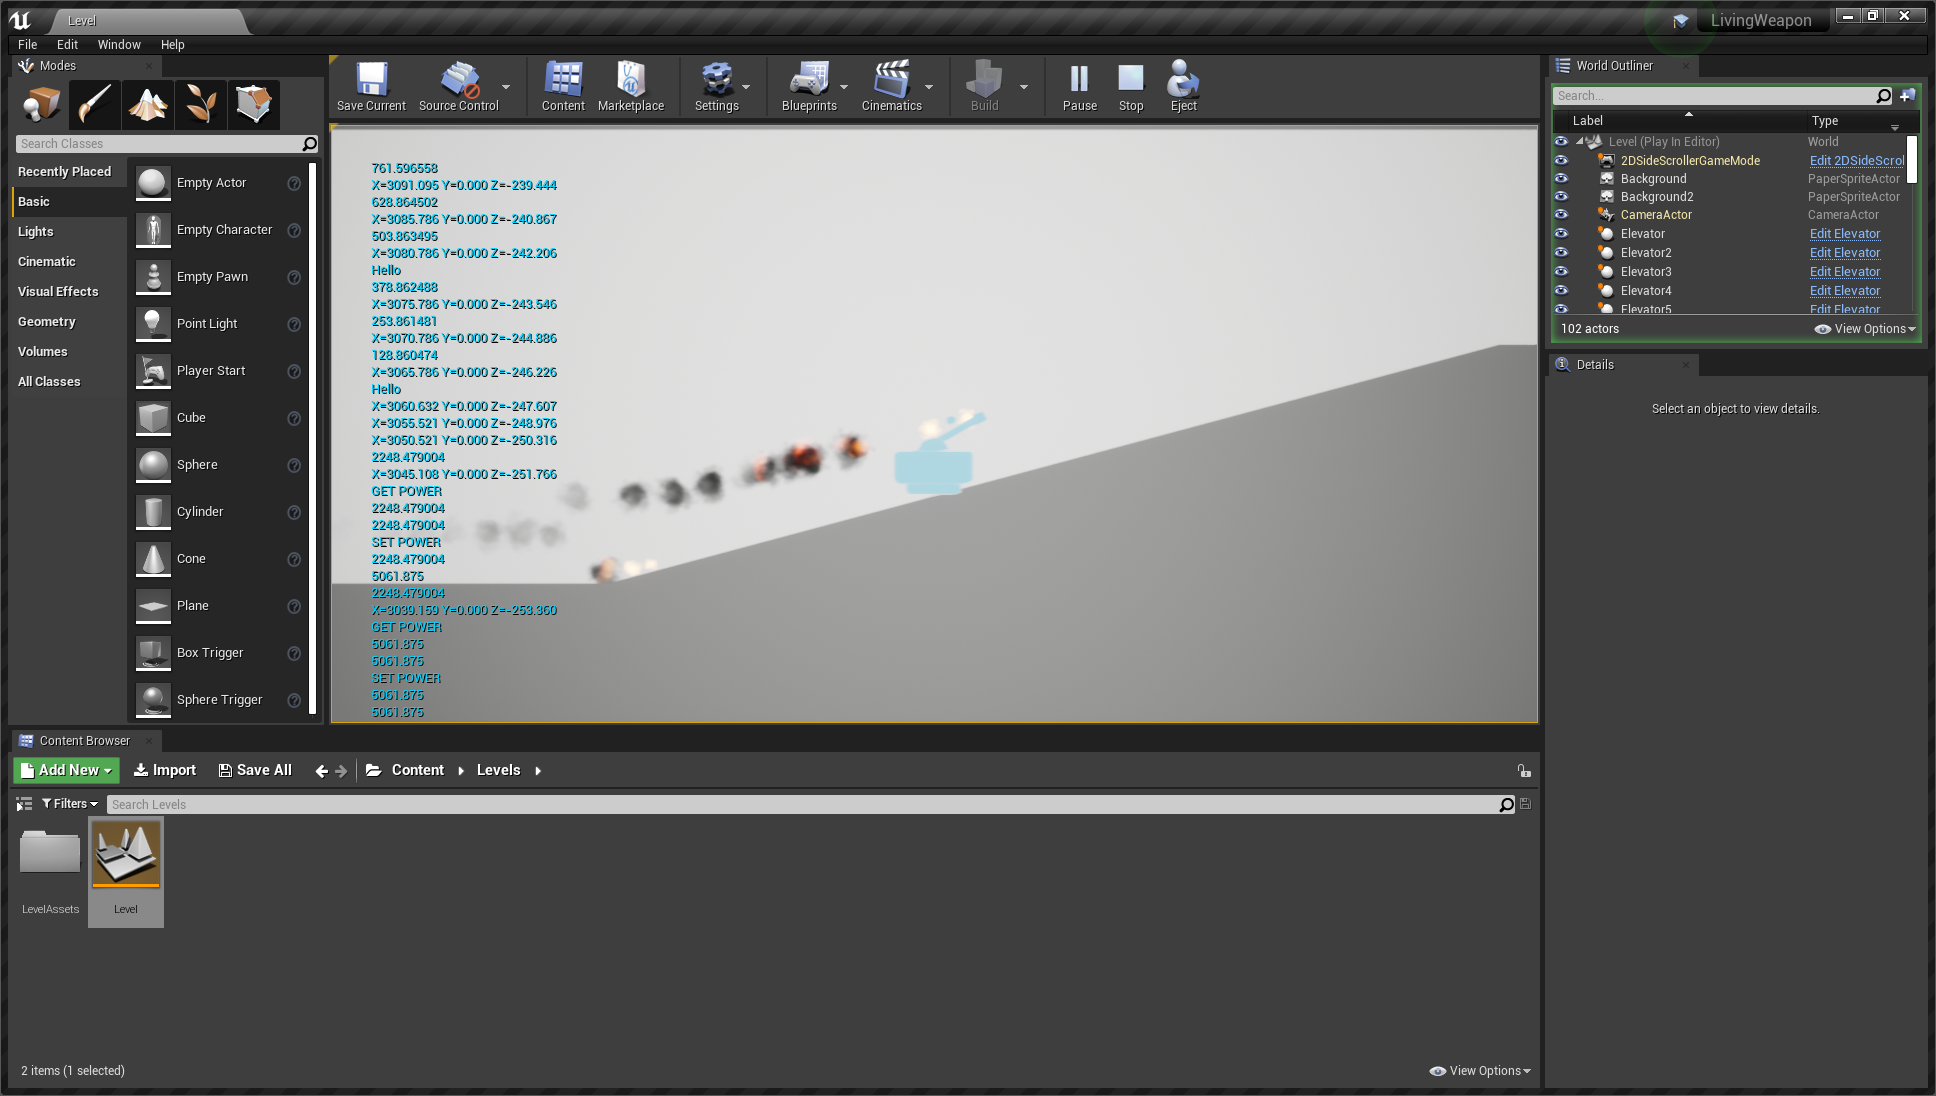 Level
LivingWeapon
File Edit Window Help
Modes
Search Classes
Recently Placed
Basic
Lights
Cinematic
Visual Effects
Geometry
Volumes
All Classes
Empty Actor
Empty Character
Empty Pawn
Point Light
Player Start
Cube
Sphere
Cylinder
Cone
Plane
Box Trigger
Sphere Trigger
Save Current Source Control Content Marketplace Settings Blueprints Cinematics Build Pause Stop Eject
761.596558
X=3091.095 Y=0.000 Z=-239.444
628.864502
X=3085.786 Y=0.000 Z=-240.867
503.863495
X=3080.786 Y=0.000 Z=-242.206
Hello
378.862488
X=3075.786 Y=0.000 Z=-243.546
253.861481
X=3070.786 Y=0.000 Z=-244.886
128.860474
X=3065.786 Y=0.000 Z=-246.226
Hello
X=3060.632 Y=0.000 Z=-247.607
X=3055.521 Y=0.000 Z=-248.976
X=3050.521 Y=0.000 Z=-250.316
2248.479004
X=3045.108 Y=0.000 Z=-251.766
GET POWER
2248.479004
2248.479004
SET POWER
2248.479004
5061.875
2248.479004
X=3039.159 Y=0.000 Z=-253.360
GET POWER
5061.875
5061.875
SET POWER
5061.875
5061.875
World Outliner
Search...
Label Type
Level (Play In Editor) World
2DSideScrollerGameMode Edit 2DSideScrol
Background PaperSpriteActor
Background2 PaperSpriteActor
CameraActor CameraActor
Elevator Edit Elevator
Elevator2 Edit Elevator
Elevator3 Edit Elevator
Elevator4 Edit Elevator
Elevator5 Edit Elevator
102 actors View Options
Details
Select an object to view details.
Content Browser
Add New Import Save All Content Levels
Filters Search Levels
LevelAssets Level
2 items (1 selected) View Options